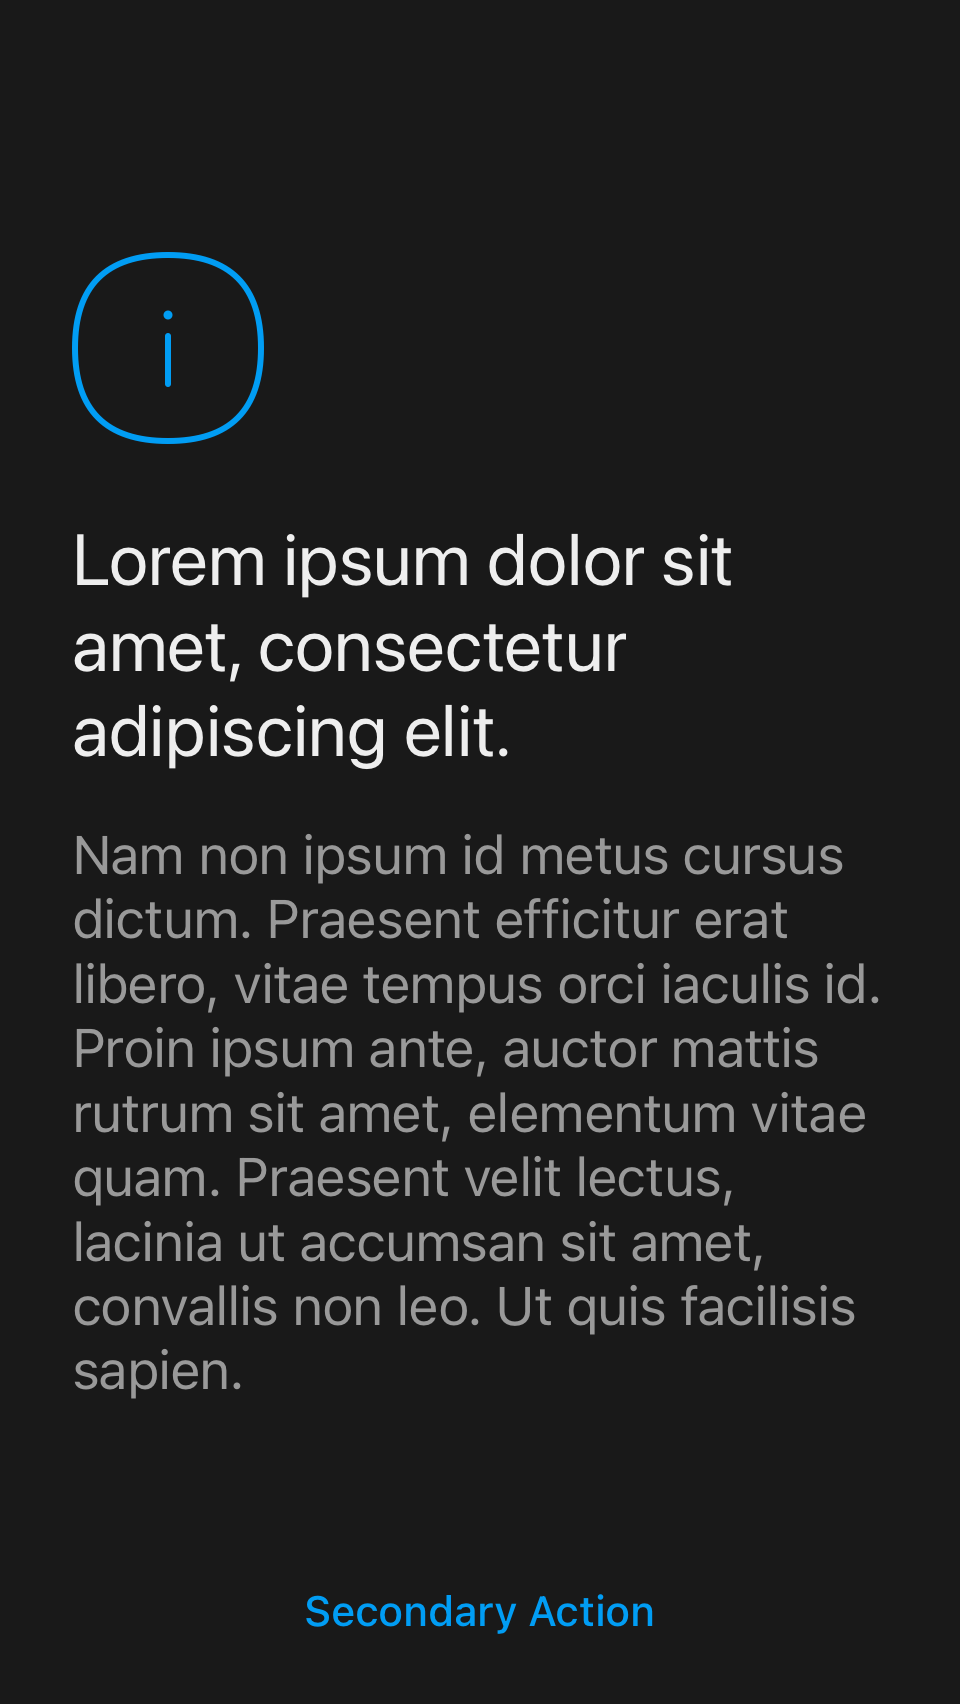 Lorem ipsum dolor sit
amet, consectetur
adipiscing elit.
Nam non ipsum id metus cursus
dictum. Praesent efficitur erat
libero, vitae tempus orci iaculis id.
Proin ipsum ante, auctor mattis
rutrum sit amet, elementum vitae
quam. Praesent velit lectus,
lacinia ut accumsan sit amet,
convallis non leo. Ut quis facilisis
sapien.
Secondary Action